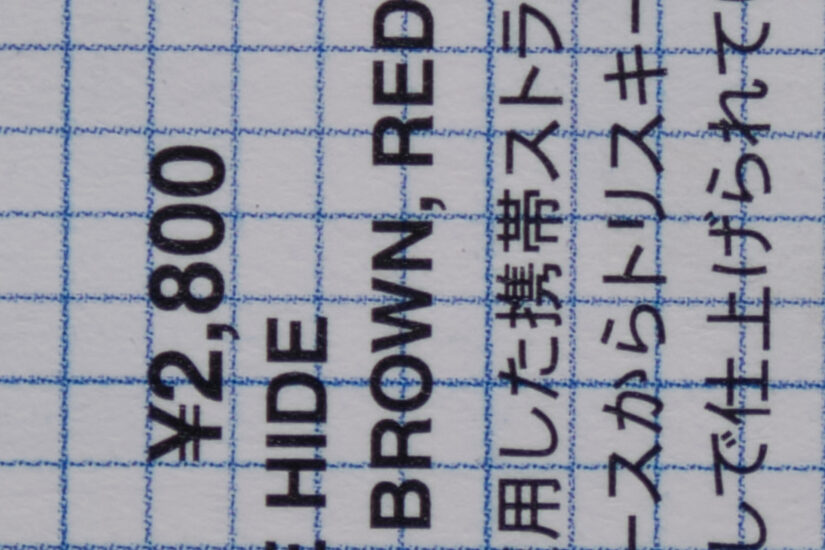 ¥2,800
HIDE
BROWN, RED
用した携帯ストラ
ースからトリスキー
しで仕上げられて